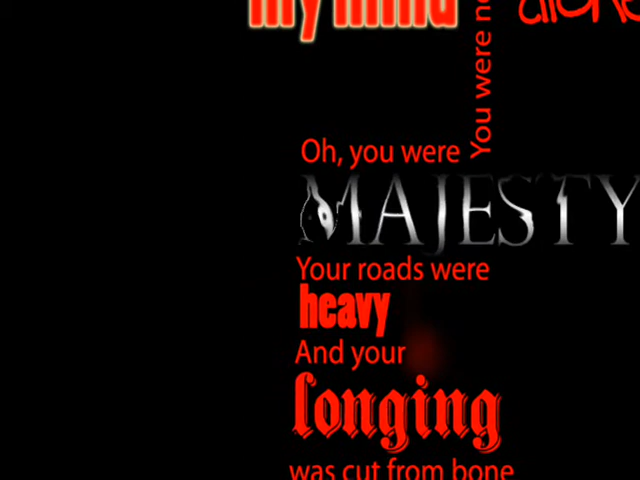 my mind
alone
You were
Oh, you were
MAJESTY
Your roads were
heavy
And your
longing
was cut from bone